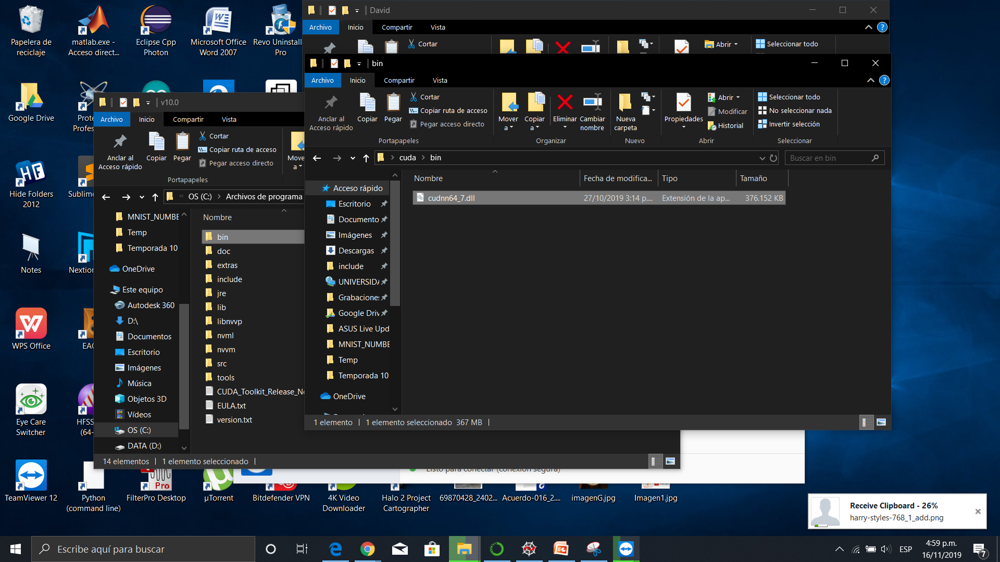 Papelera de
reciclaje
matlab.exe -
Acceso direct...
Eclipse Cpp
Photon
Microsoft Office
Word 2007
Revo Uninstall
Pro
David
Archivo
Inicio
Compartir
Vista
Cortar
Abrir
Seleccionar todo
bin
Archivo
Inicio
Compartir
Vista
Anclar al
Acceso rápido
Copiar
Pegar
Cortar
Copiar ruta de acceso
Pegar acceso directo
Portapapeles
Mover
a
Copiar
a
Eliminar
Cambiar
nombre
Organizar
Nueva
carpeta
Nuevo
Propiedades
Abrir
Modificar
Historial
Abrir
Seleccionar todo
No seleccionar nada
Invertir selección
Seleccionar
cuda
bin
Buscar en bin
Nombre
Fecha de modifica...
Tipo
Tamaño
cudnn64_7.dll
27/10/2019 3:14 p....
Extensión de la ap...
376.152 KB
Acceso rápido
Escritorio
Documento
Imágenes
Descargas
include
UNIVERSIDA
Grabaciones
Google Driv
ASUS Live Upd
MNIST_NUMBE
Temp
Temporada 10
OneDrive
1 elemento
1 elemento seleccionado 367 MB
v10.0
Archivo
Inicio
Compartir
Vista
Anclar al
Acceso rápido
Copiar
Pegar
Cortar
Copiar ruta de acceso
Pegar acceso directo
Portapapeles
Move
a
« OS (C:)
Archivos de programa
MNIST_NUMBE
Temp
Temporada 10
OneDrive
Este equipo
Autodesk 360
D:\
Documentos
Escritorio
Imágenes
Música
Objetos 3D
Vídeos
OS (C:)
DATA (D:)
Nombre
bin
doc
extras
include
jre
lib
libnvvp
nvml
nvvm
src
tools
CUDA_Toolkit_Release_No
EULA.txt
version.txt
14 elementos
1 elemento seleccionado
Listo para conectar (conexión segura)
Google Drive
Prote
Profes
Hide Folders
2012
Sublime
Notes
Nextion
WPS Office
EAG
Eye Care
Switcher
HFSS
(64-
TeamViewer 12
Python
(command line)
Pro
FilterPro Desktop
µTorrent
Bitdefender VPN
4K Video
Downloader
Halo 2 Project
Cartographer
69870428_2402...
Acuerdo-016_2....
imagenG.jpg
Imagen1.jpg
Receive Clipboard - 26%
harry-styles-768_1_add.png
Escribe aquí para buscar
ESP
4:59 p.m.
16/11/2019
7